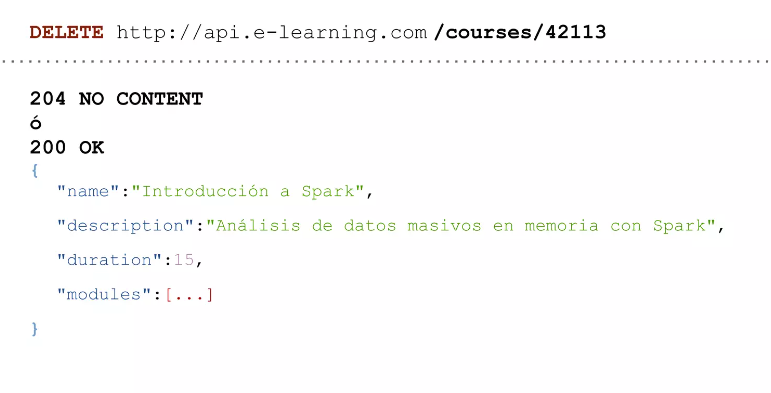 DELETE http://api.e-learning.com /courses/42113
204 NO CONTENT
ó
200 OK
{
"name":"Introducción a Spark",
"description":"Análisis de datos masivos en memoria con Spark",
"duration":15,
"modules":[...]
}